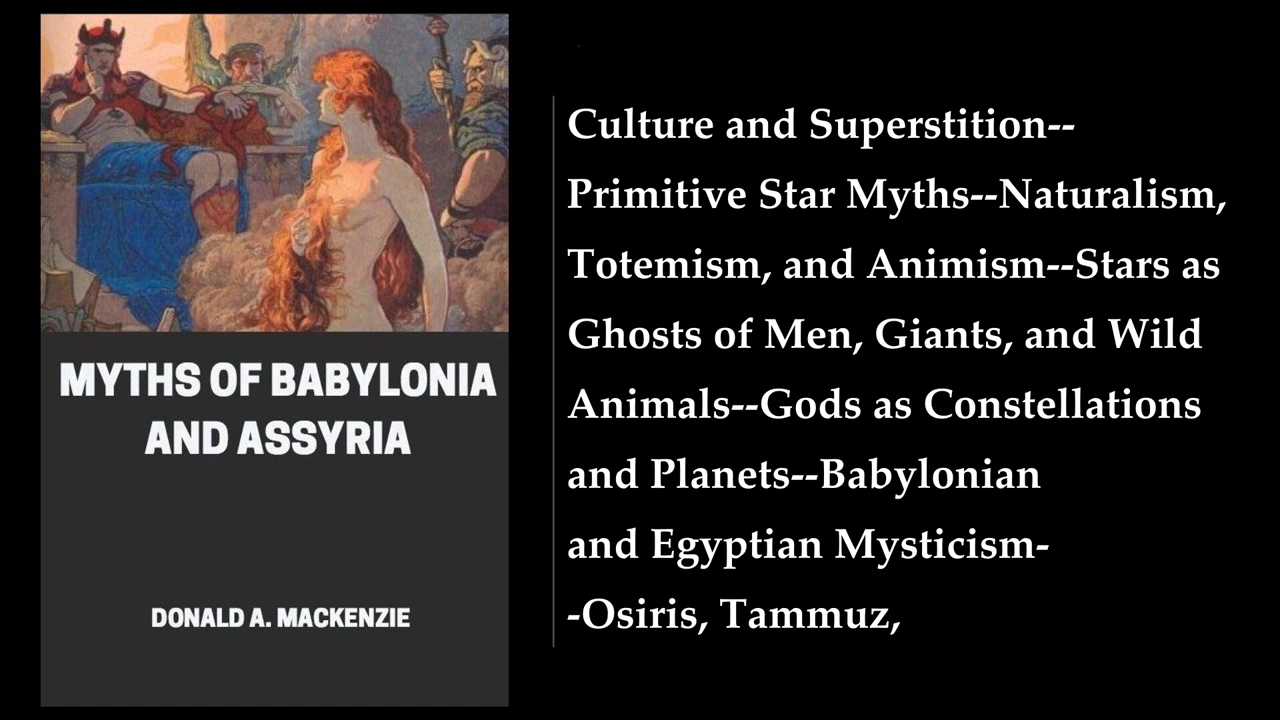 MYTHS OF BABYLONIA
AND ASSYRIA
DONALD A. MACKENZIE
Culture and Superstition--
Primitive Star Myths--Naturalism,
Totemism, and Animism--Stars as
Ghosts of Men, Giants, and Wild
Animals--Gods as Constellations
and Planets--Babylonian
and Egyptian Mysticism-
-Osiris, Tammuz,